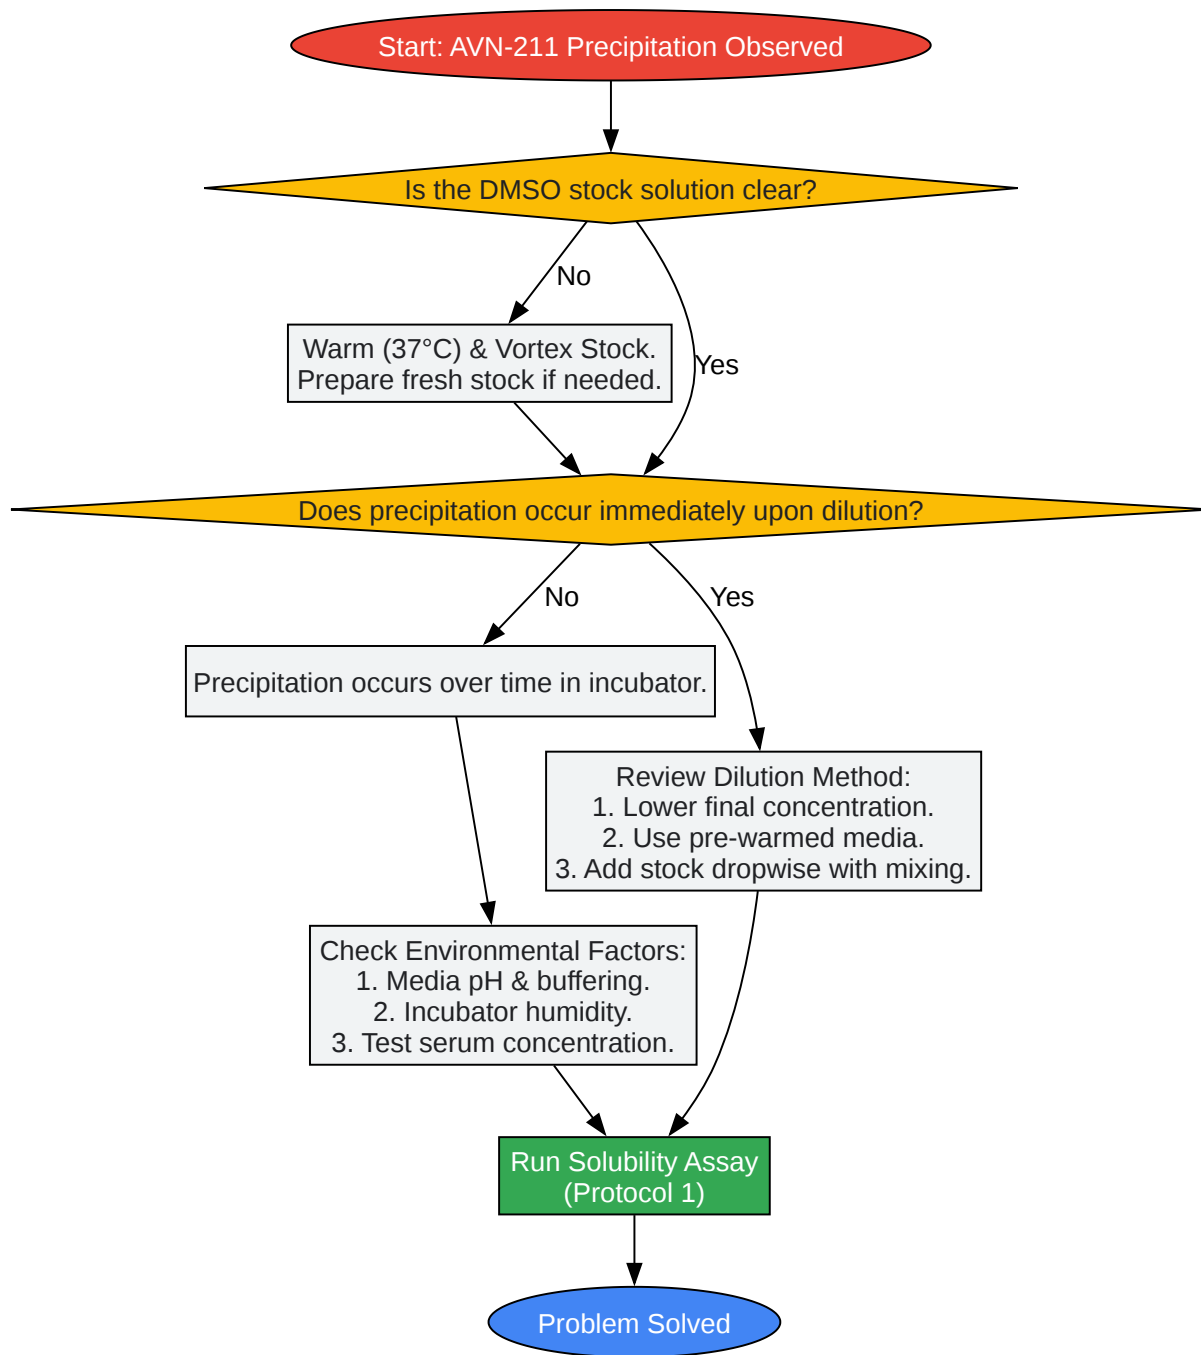 Start: AVN-211 Precipitation Observed
Is the DMSO stock solution clear?
No
Warm (37°C) & Vortex Stock.
Prepare fresh stock if needed.
Yes
Does precipitation occur immediately upon dilution?
No
Yes
Precipitation occurs over time in incubator.
Review Dilution Method:
1. Lower final concentration.
2. Use pre-warmed media.
3. Add stock dropwise with mixing.
Check Environmental Factors:
1. Media pH & buffering.
2. Incubator humidity.
3. Test serum concentration.
Run Solubility Assay
(Protocol 1)
Problem Solved